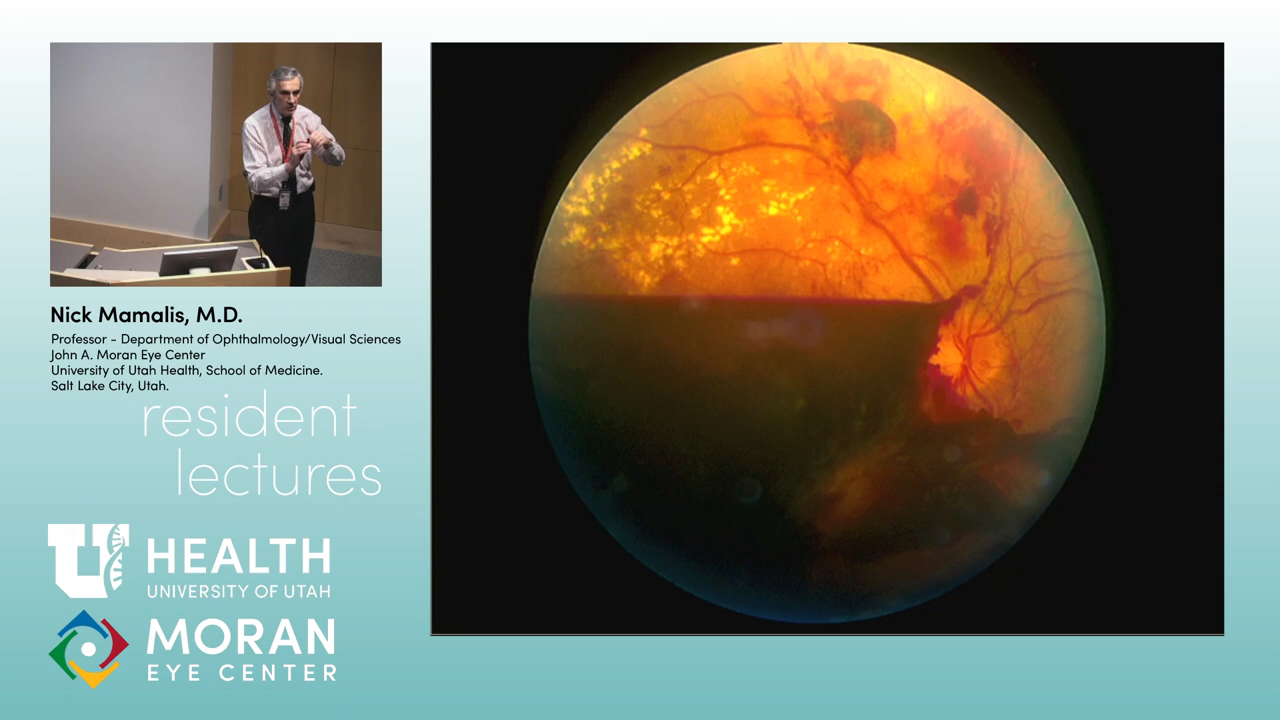 Nick Mamalis, M.D.
Professor - Department of Ophthalmology/Visual Sciences
John A. Moran Eye Center
University of Utah Health, School of Medicine.
Salt Lake City, Utah.
resident
lectures
U HEALTH
UNIVERSITY OF UTAH
MORAN
EYE CENTER